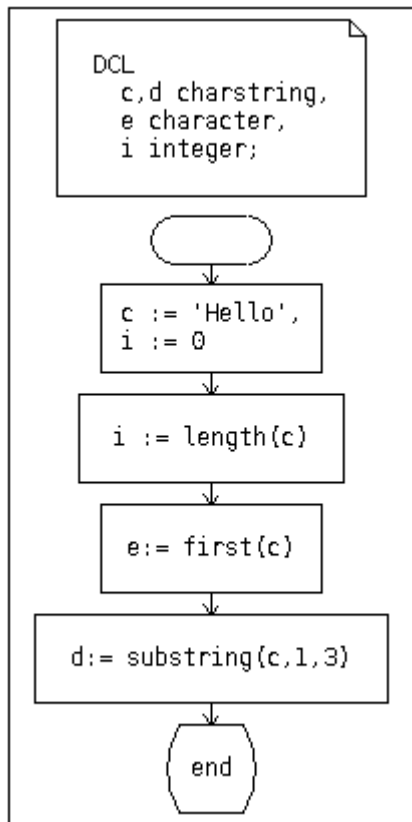 DCL
c,d charstring,
e character,
i integer;
c := 'Hello',
i := 0
i := length(c)
e:= first(c)
d:= substring(c,1,3)
end